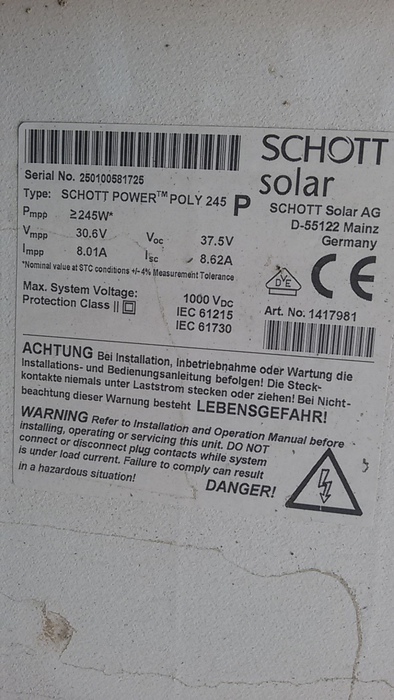 SCHOTT
solar
Serial No. 250100581725
Type: SCHOTT POWER™ POLY 245 P
SCHOTT Solar AG
D-55122 Mainz
Germany
Pmpp ≥245W*
Vmpp 30.6V Voc 37.5V
Impp 8.01A Isc 8.62A
*Nominal value at STC conditions +/- 4% Measurement Tolerance
Max. System Voltage: 1000 VDC
Protection Class II IEC 61215
IEC 61730
DVE
CE
Art. No. 1417981
ACHTUNG Bei Installation, Inbetriebnahme oder Wartung die
Installations- und Bedienungsanleitung befolgen! Die Steck-
kontakte niemals unter Laststrom stecken oder ziehen! Bei Nicht-
beachtung dieser Warnung besteht LEBENSGEFAHR!
WARNING Refer to Installation and Operation Manual before
installing, operating or servicing this unit. DO NOT
connect or disconnect plug contacts while system
is under load current. Failure to comply can result
in a hazardous situation!
DANGER!